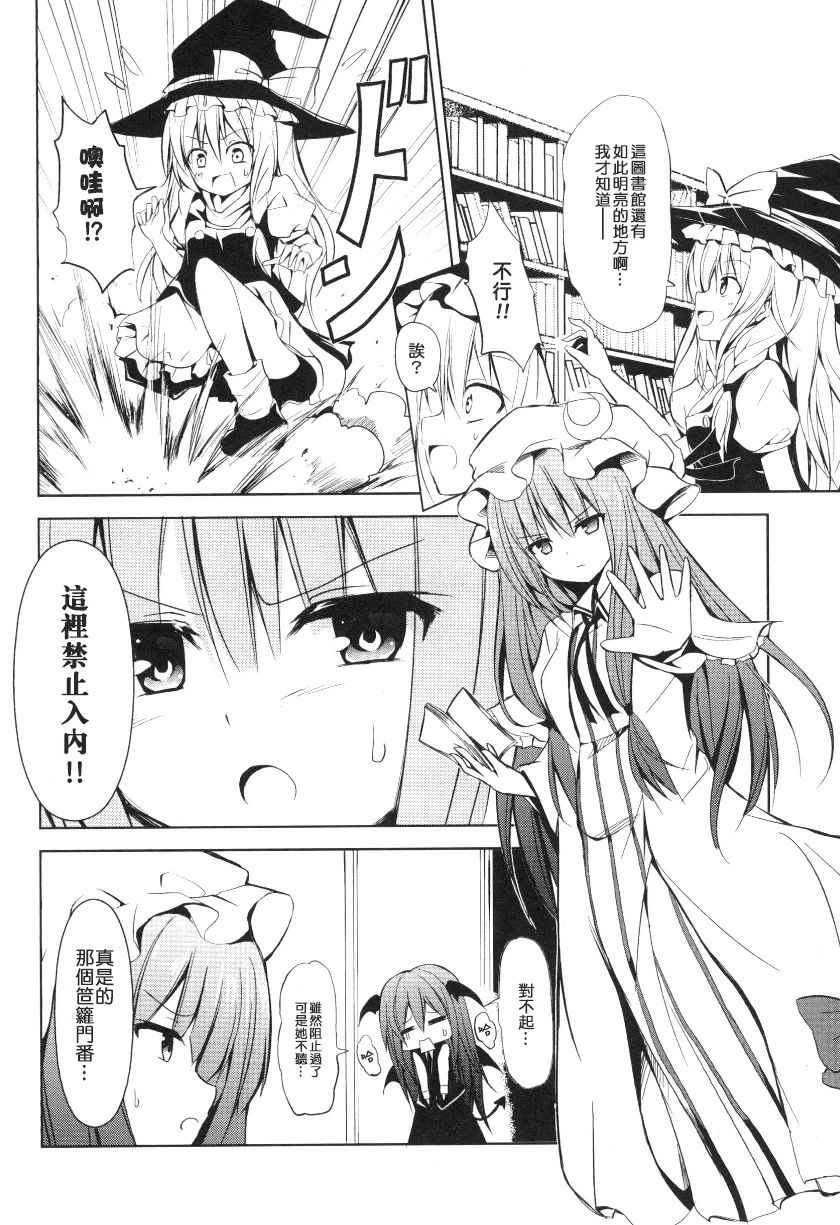 這圖書館還有
如此明亮的地方啊…
我才知道——
不行!!
誒?
噢哇啊!?
ドンッ
這裡禁止入內!!
對不起…
哈
哈
雖然阻止過了
可是她不聽…
真是的
那個笹籮門番…